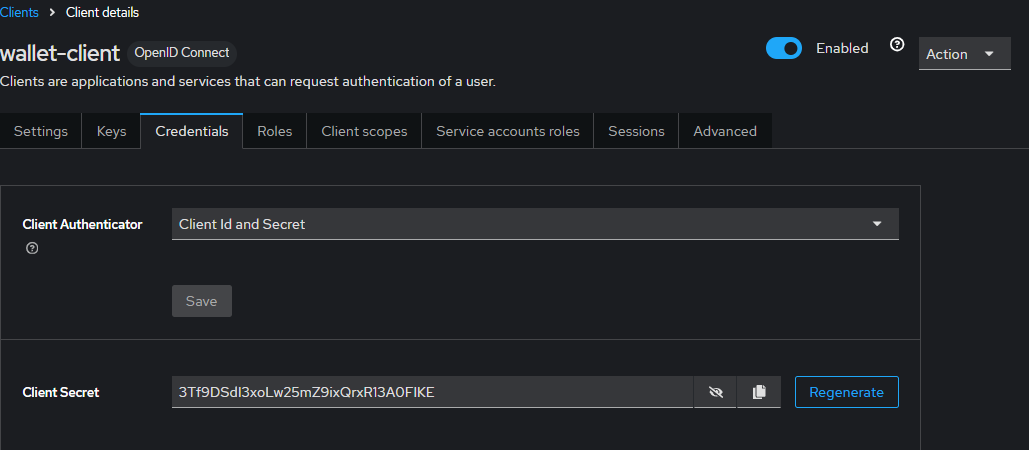 Clients > Client details
wallet-client OpenID Connect
Enabled
Action
Clients are applications and services that can request authentication of a user.
Settings Keys Credentials Roles Client scopes Service accounts roles Sessions Advanced
Client Authenticator Client Id and Secret
Save
Client Secret 3Tf9DSdI3xoLw25mZ9ixQrxR13A0FIKE Regenerate